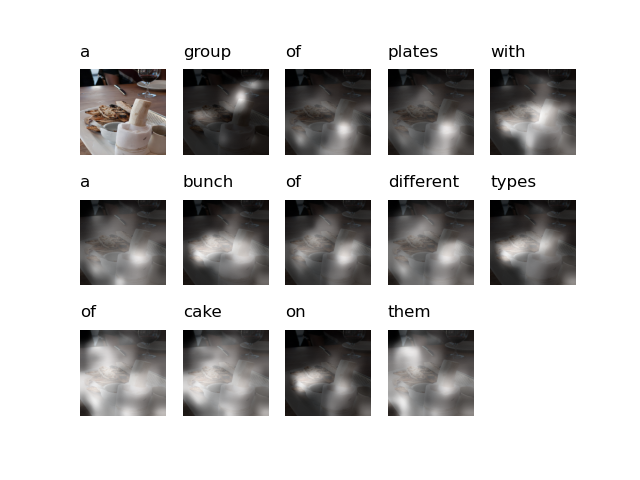 a group of plates with
a bunch of different types
of cake on them